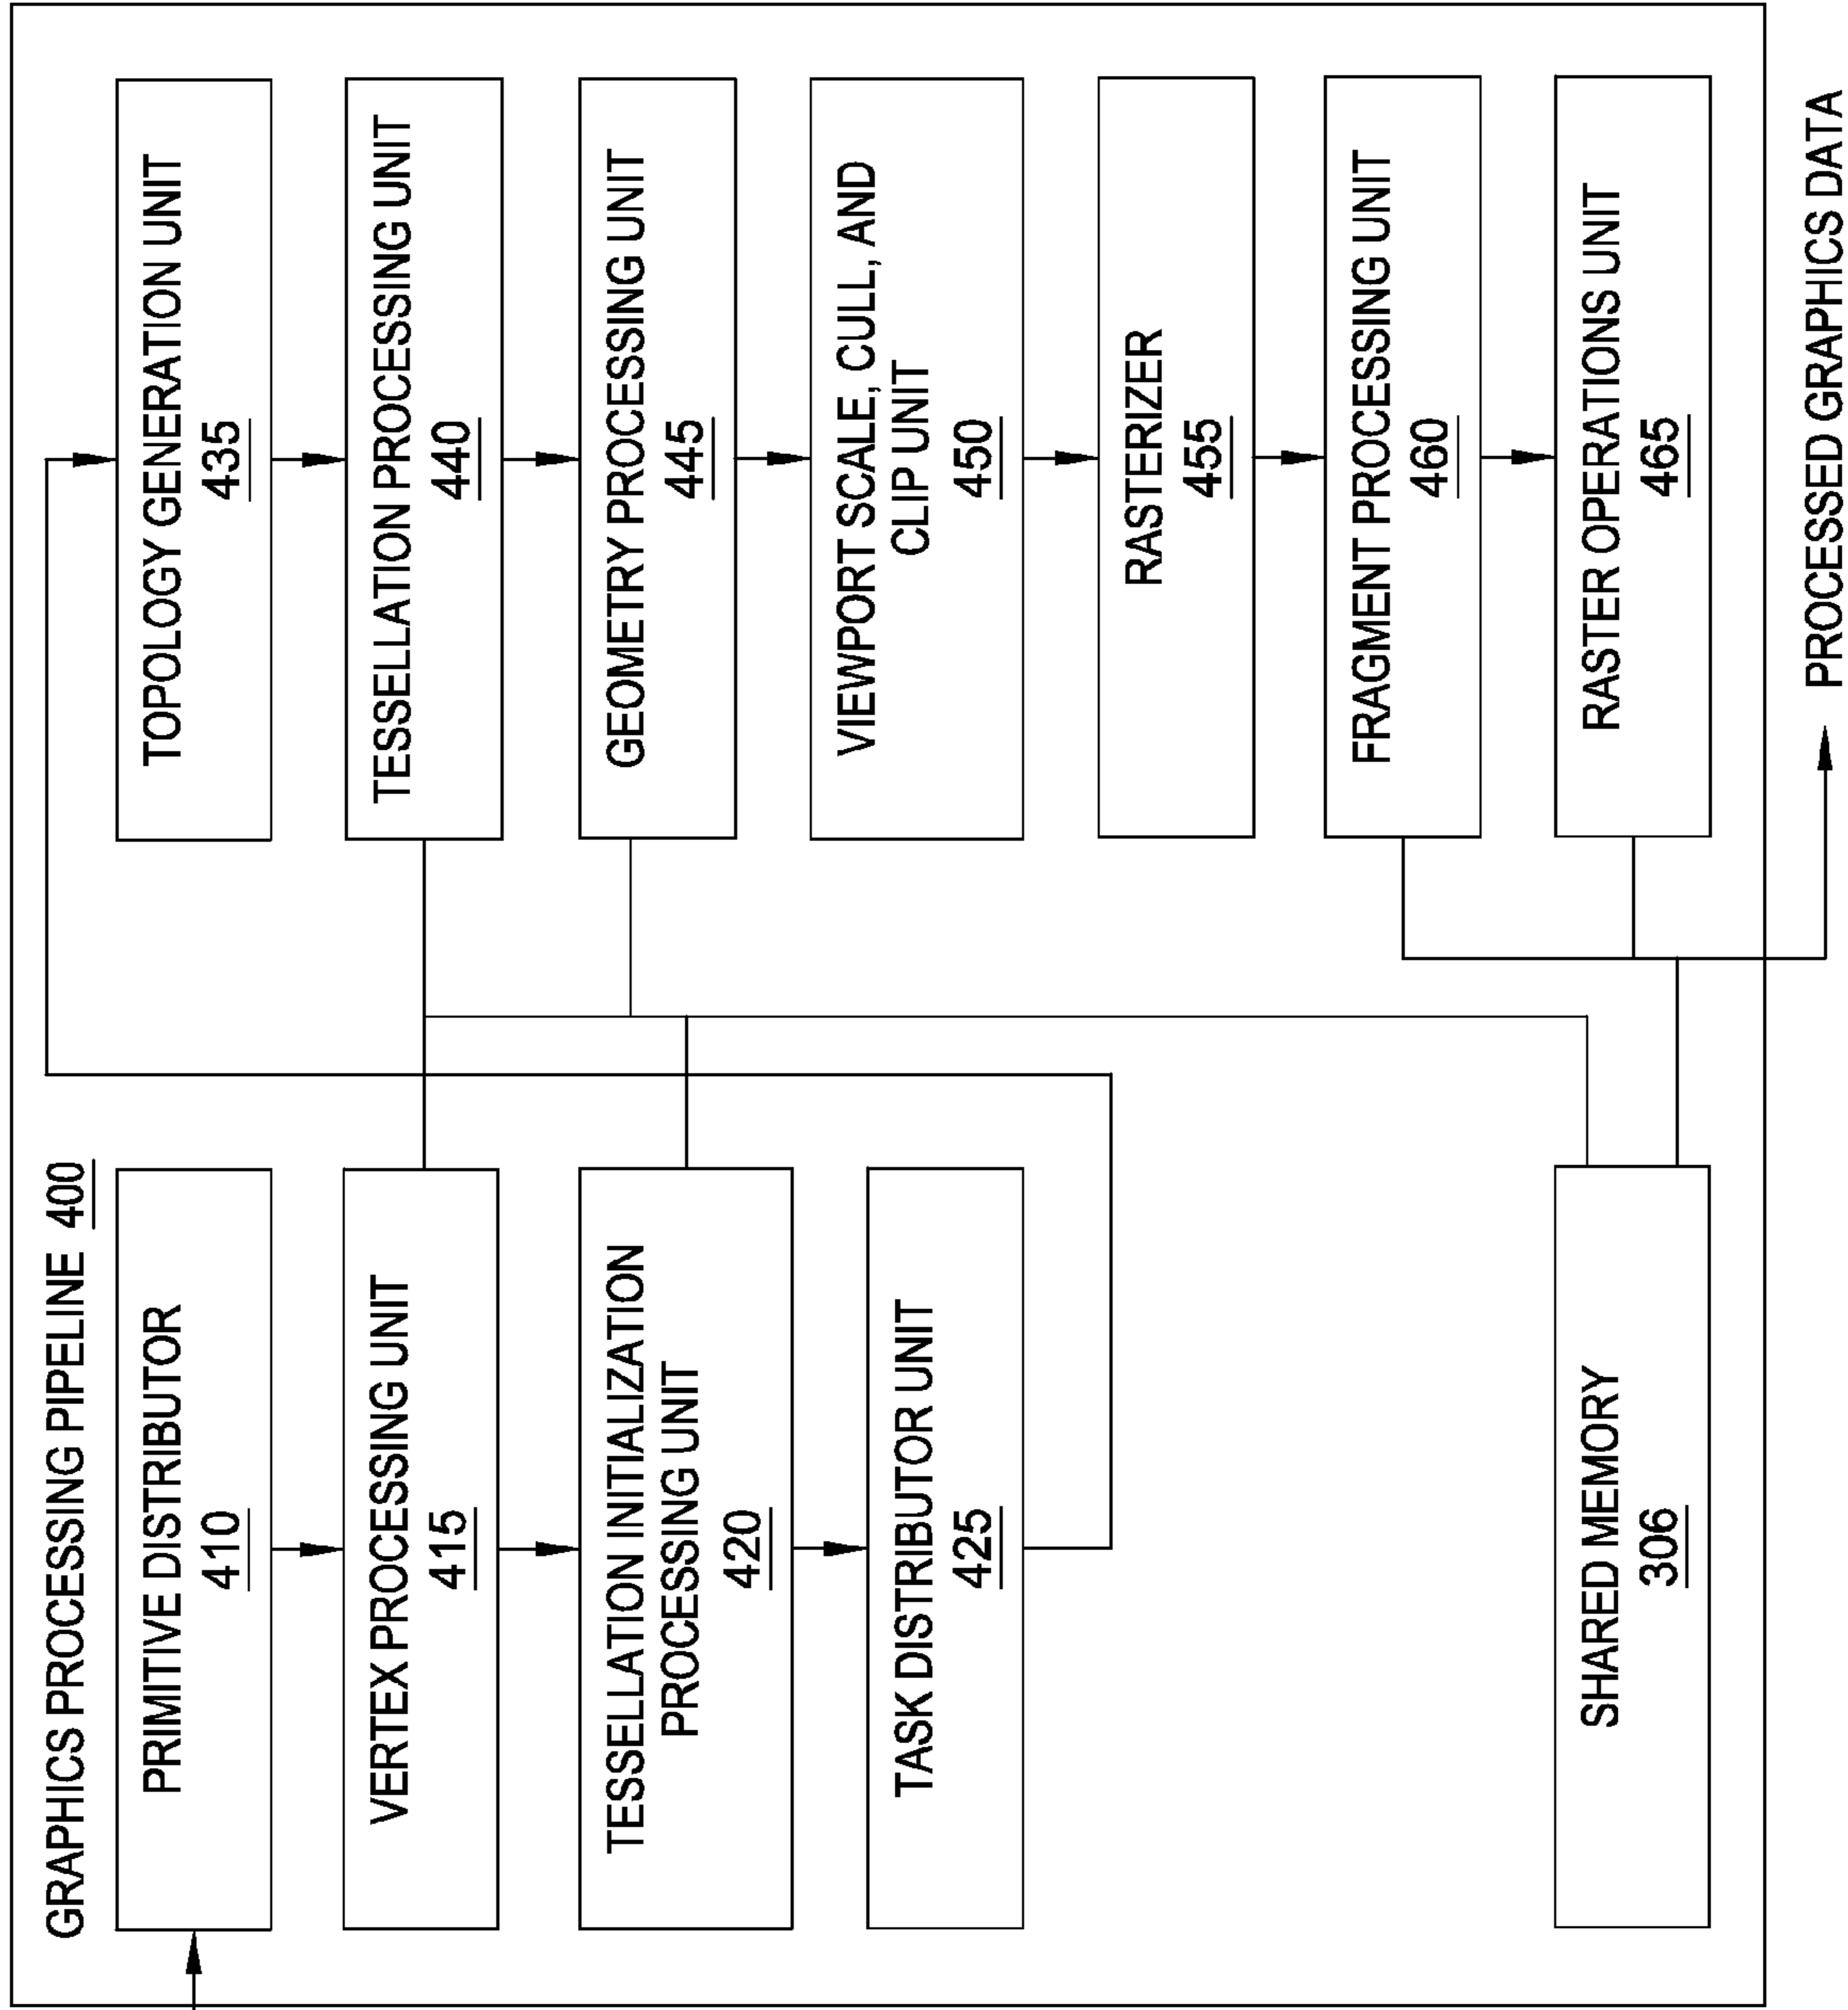 GRAPHICS PROCESSING PIPELINE 400
PRIMITIVE DISTRIBUTOR
410
VERTEX PROCESSING UNIT
415
TESSELLATION INITIALIZATION
PROCESSING UNIT
420
TASK DISTRIBUTOR UNIT
425
SHARED MEMORY
306
TOPOLOGY GENERATION UNIT
435
TESSELLATION PROCESSING UNIT
440
GEOMETRY PROCESSING UNIT
445
VIEWPORT SCALE, CULL, AND
CLIP UNIT
450
RASTERIZER
455
FRAGMENT PROCESSING UNIT
460
RASTER OPERATIONS UNIT
465
PROCESSED GRAPHICS DATA